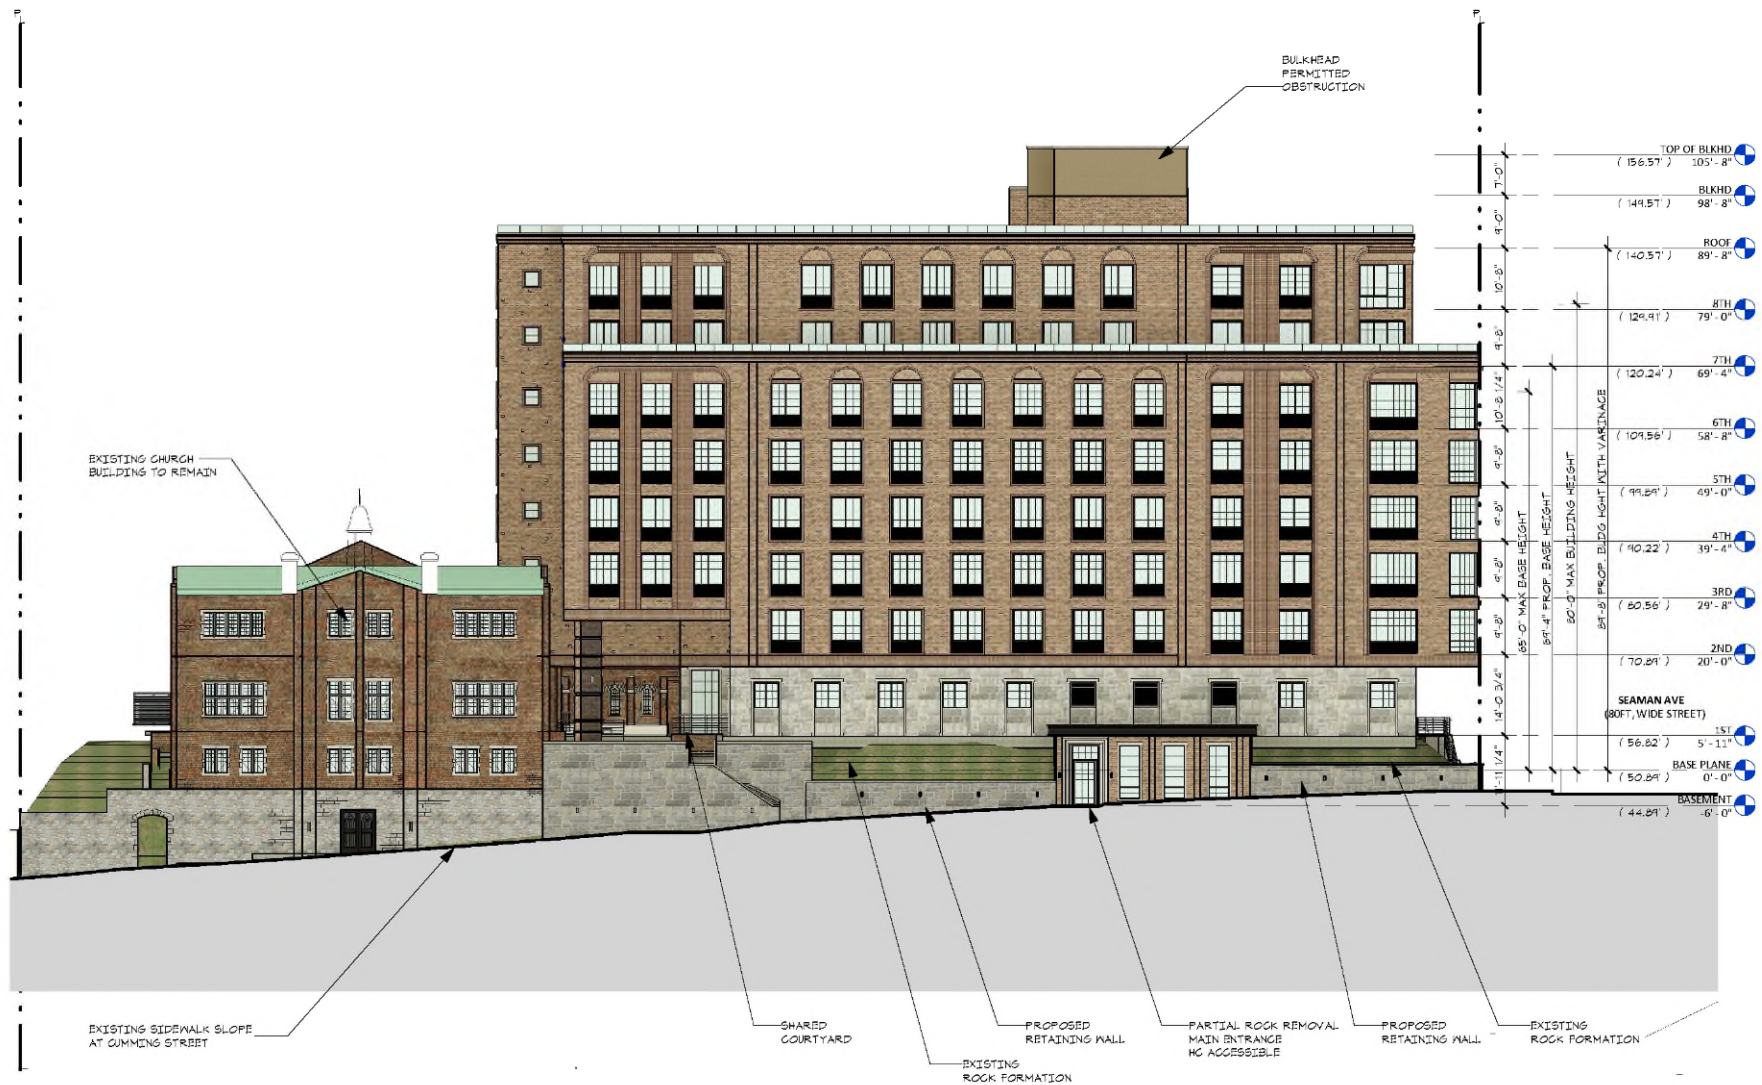 P
P
BULKHEAD
PERMITTED
OBSTRUCTION
TOP OF BLKHD
( 156.57' ) 105'-8"
7'-0"
BLKHD
( 149.57' ) 98'-8"
9'-0"
ROOF
( 140.57' ) 89'-8"
10'-8"
8TH
( 129.91' ) 79'-0"
9'-8"
7TH
( 120.24' ) 69'-4"
10'-8 1/4"
6TH
( 109.56' ) 58'-8"
9'-8"
5TH
( 99.89' ) 49'-0"
9'-8"
4TH
( 90.22' ) 39'-4"
9'-8"
3RD
( 80.56' ) 29'-8"
9'-8"
2ND
( 70.89' ) 20'-0"
14'-0 3/4"
SEAMAN AVE
(80FT, WIDE STREET)
1ST
( 56.82' ) 5'-11"
BASE PLANE
( 50.89' ) 0'-0"
BASEMENT
( 44.89' ) -6'-0"
65'-0" MAX BASE HEIGHT
69'-4" PROP. BASE HEIGHT
80'-0" MAX BUILDING HEIGHT
89'-8" PROP. BLDG HGHT WITH VARINACE
EXISTING CHURCH
BUILDING TO REMAIN
EXISTING SIDEWALK SLOPE
AT CUMMING STREET
SHARED
COURTYARD
EXISTING
ROCK FORMATION
PROPOSED
RETAINING WALL
PARTIAL ROCK REMOVAL
MAIN ENTRANCE
HC ACCESSIBLE
PROPOSED
RETAINING WALL
EXISTING
ROCK FORMATION